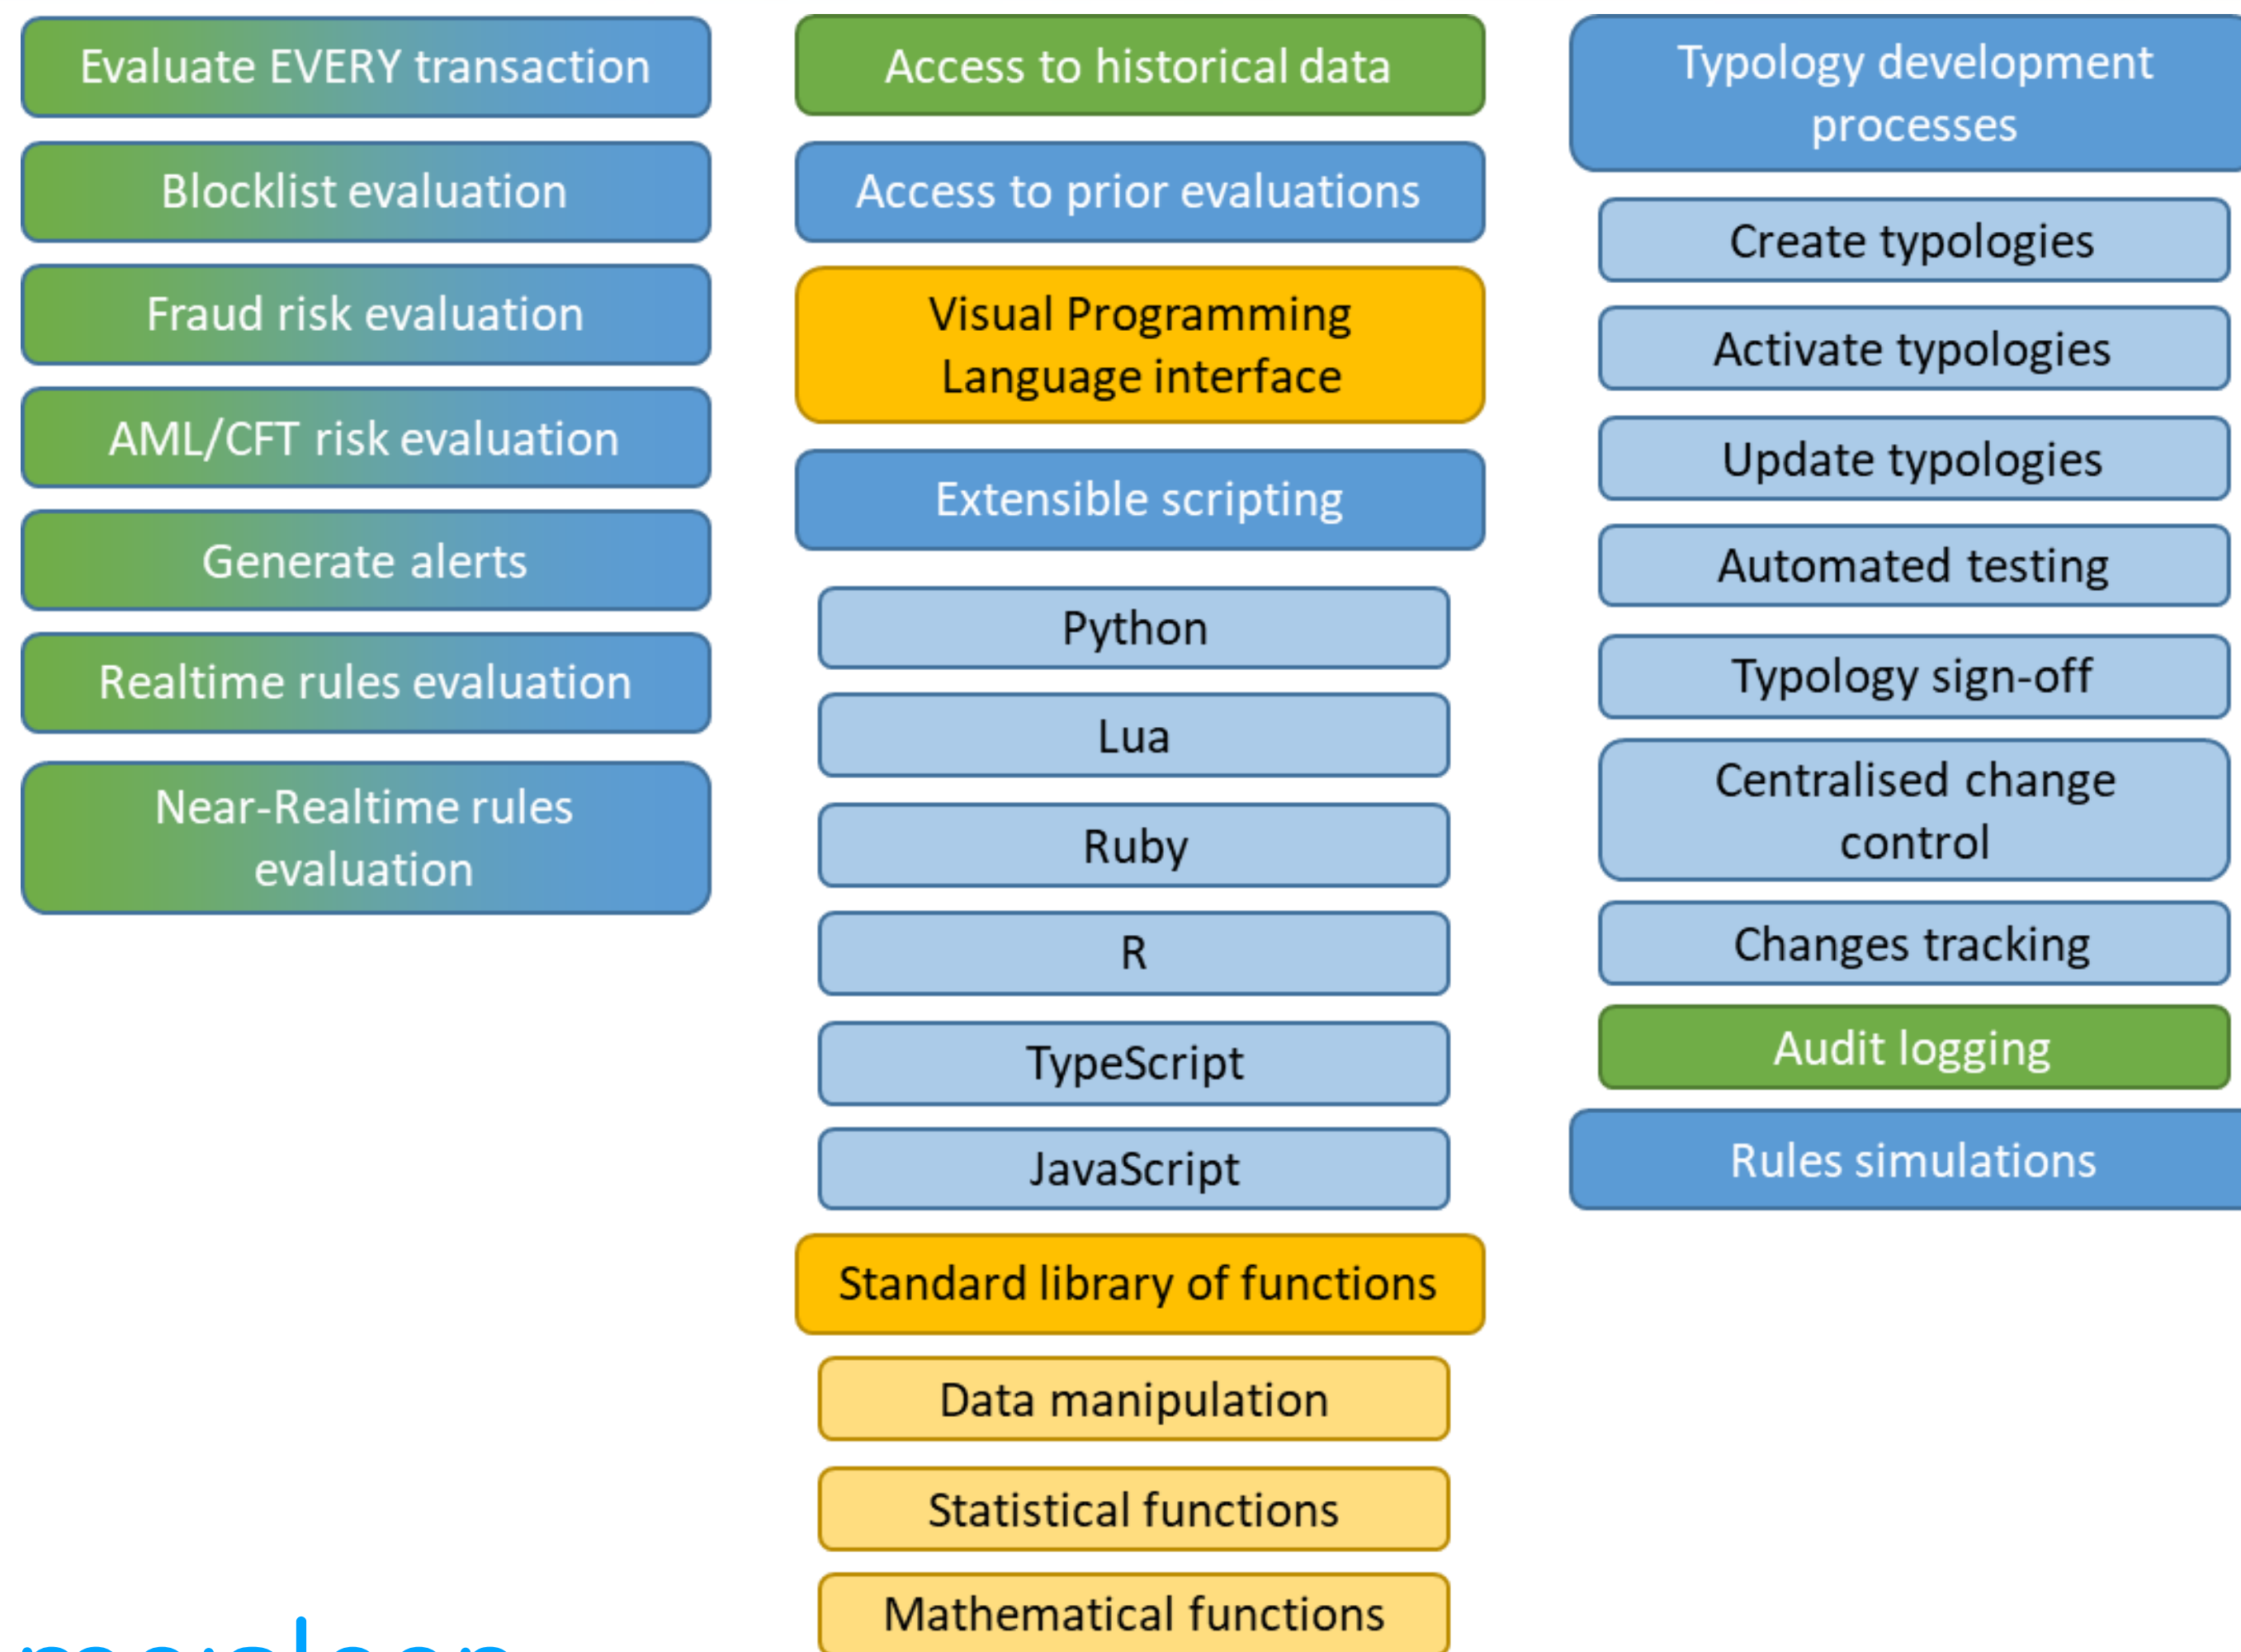 Evaluate EVERY transaction
Blocklist evaluation
Fraud risk evaluation
AML/CFT risk evaluation
Generate alerts
Realtime rules evaluation
Near-Realtime rules
evaluation
Access to historical data
Access to prior evaluations
Visual Programming
Language interface
Extensible scripting
Python
Lua
Ruby
R
TypeScript
JavaScript
Standard library of functions
Data manipulation
Statistical functions
Mathematical functions
Typology development
processes
Create typologies
Activate typologies
Update typologies
Automated testing
Typology sign-off
Centralised change
control
Changes tracking
Audit logging
Rules simulations